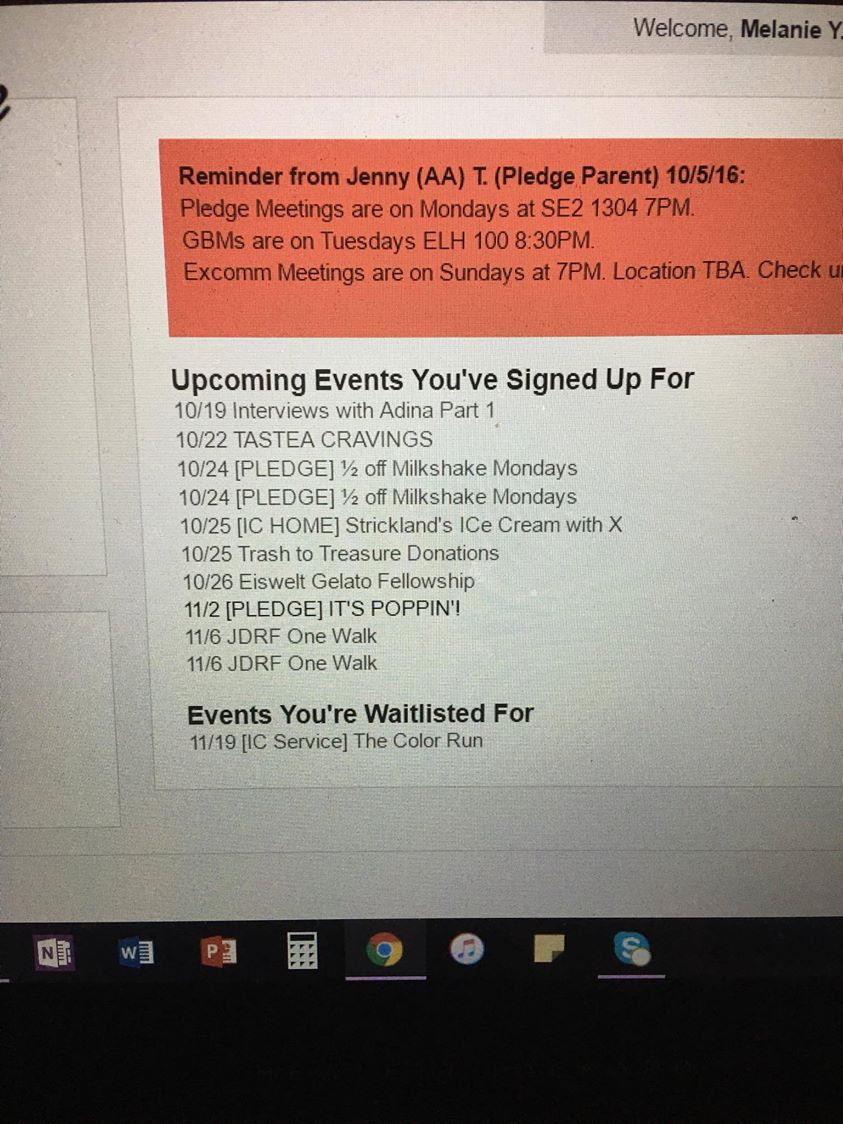 Welcome, Melanie Y.
Reminder from Jenny (AA) T. (Pledge Parent) 10/5/16:
Pledge Meetings are on Mondays at SE2 1304 7PM.
GBMs are on Tuesdays ELH 100 8:30PM.
Excomm Meetings are on Sundays at 7PM. Location TBA. Check
Upcoming Events You've Signed Up For
10/19 Interviews with Adina Part 1
10/22 TASTEA CRAVINGS
10/24 [PLEDGE] ½ off Milkshake Mondays
10/24 [PLEDGE] ½ off Milkshake Mondays
10/25 [IC HOME] Strickland's ICe Cream with X
10/25 Trash to Treasure Donations
10/26 Eiswelt Gelato Fellowship
11/2 [PLEDGE] IT'S POPPIN'!
11/6 JDRF One Walk
11/6 JDRF One Walk
Events You're Waitlisted For
11/19 [IC Service] The Color Run
N W P S